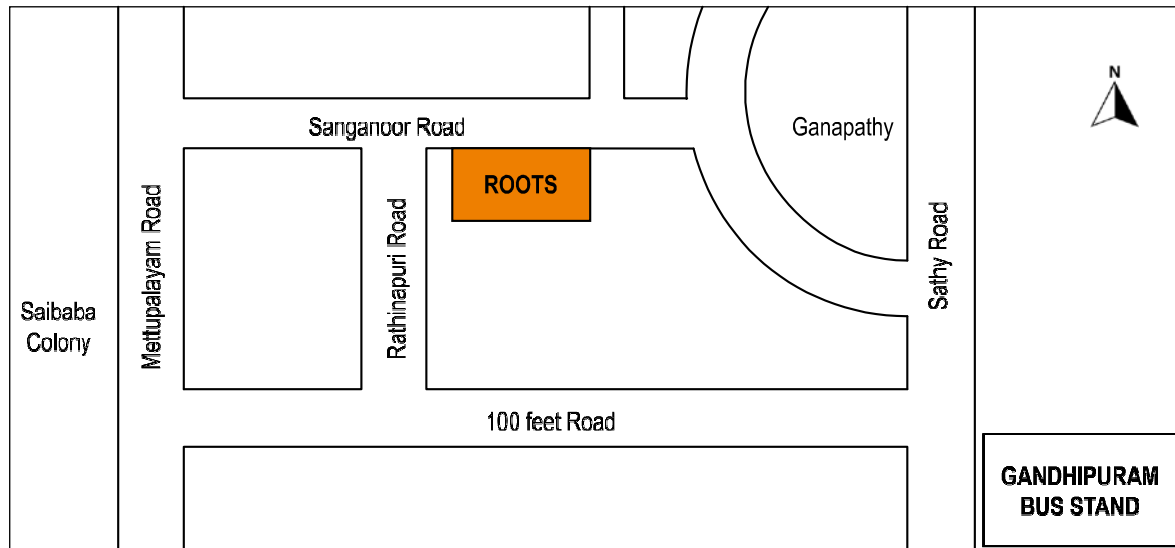 N
Sanganoor Road
Ganapathy
ROOTS
Mettupalayam Road
Rathinapuri Road
Sathy Road
Saibaba
Colony
100 feet Road
GANDHIPURAM
BUS STAND